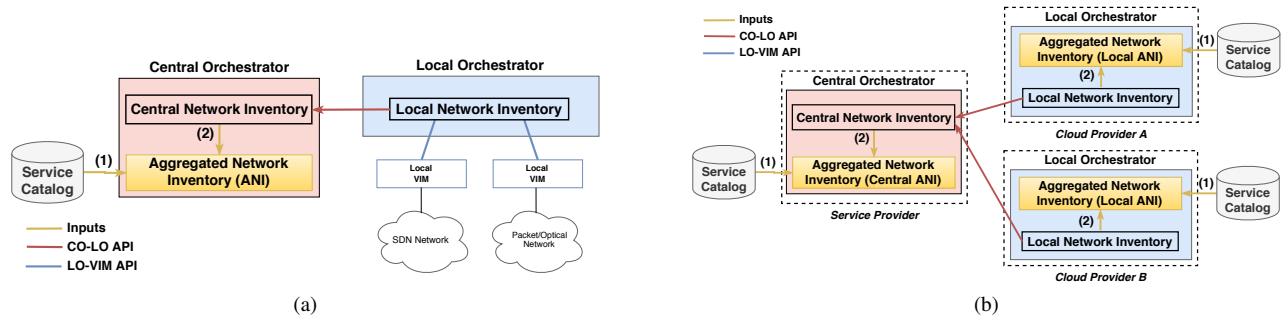 Central Orchestrator
Central Network Inventory
(2)
Aggregated Network
Inventory (ANI)
Service
Catalog
(1)
Local Orchestrator
Local Network Inventory
Local
VIM
Local
VIM
SDN Network
Packet/Optical
Network
Inputs
CO-LO API
LO-VIM API
(a)
Inputs
CO-LO API
LO-VIM API
Central Orchestrator
Central Network Inventory
(2)
Aggregated Network
Inventory (Central ANI)
Service Provider
Service
Catalog
(1)
Local Orchestrator
Aggregated Network
Inventory (Local ANI)
(2)
Local Network Inventory
Cloud Provider A
(1)
Service
Catalog
Local Orchestrator
Aggregated Network
Inventory (Local ANI)
(2)
Local Network Inventory
Cloud Provider B
(1)
Service
Catalog
(b)